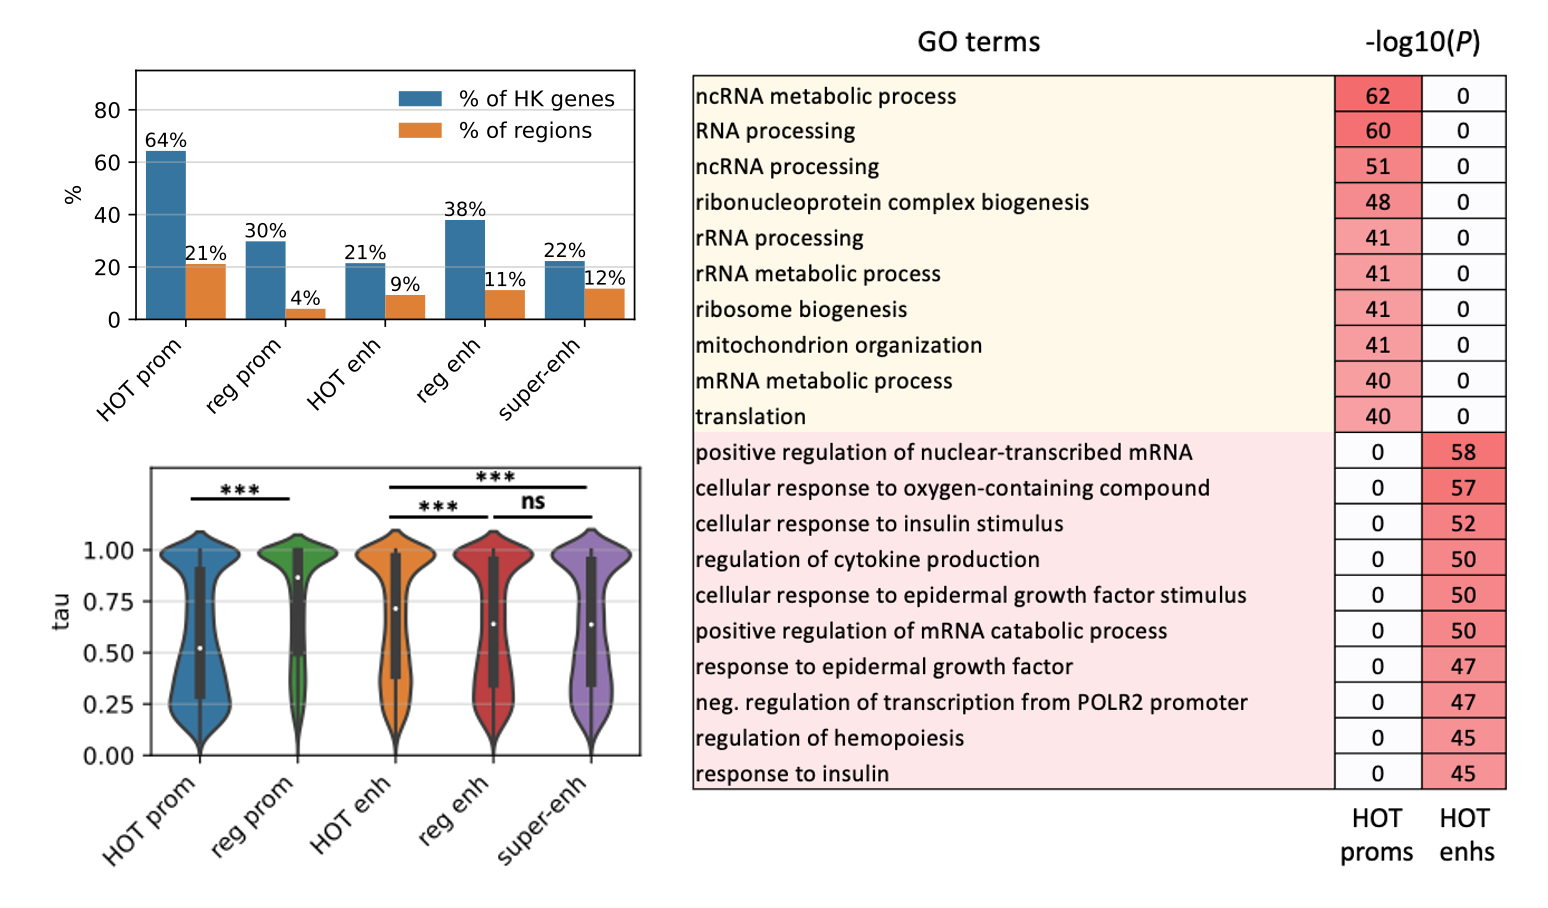 % of HK genes
% of regions
%
80
60
40
20
0
64%
21%
30%
4%
21%
9%
38%
11%
22%
12%
HOT prom
reg prom
HOT enh
reg enh
super-enh
***
***
***
ns
tau
1.00
0.75
0.50
0.25
0.00
HOT prom
reg prom
HOT enh
reg enh
super-enh
GO terms -log10(P)
ncRNA metabolic process 62 0
RNA processing 60 0
ncRNA processing 51 0
ribonucleoprotein complex biogenesis 48 0
rRNA processing 41 0
rRNA metabolic process 41 0
ribosome biogenesis 41 0
mitochondrion organization 41 0
mRNA metabolic process 40 0
translation 40 0
positive regulation of nuclear-transcribed mRNA 0 58
cellular response to oxygen-containing compound 0 57
cellular response to insulin stimulus 0 52
regulation of cytokine production 0 50
cellular response to epidermal growth factor stimulus 0 50
positive regulation of mRNA catabolic process 0 50
response to epidermal growth factor 0 47
neg. regulation of transcription from POLR2 promoter 0 47
regulation of hemopoiesis 0 45
response to insulin 0 45
HOT HOT
proms enhs